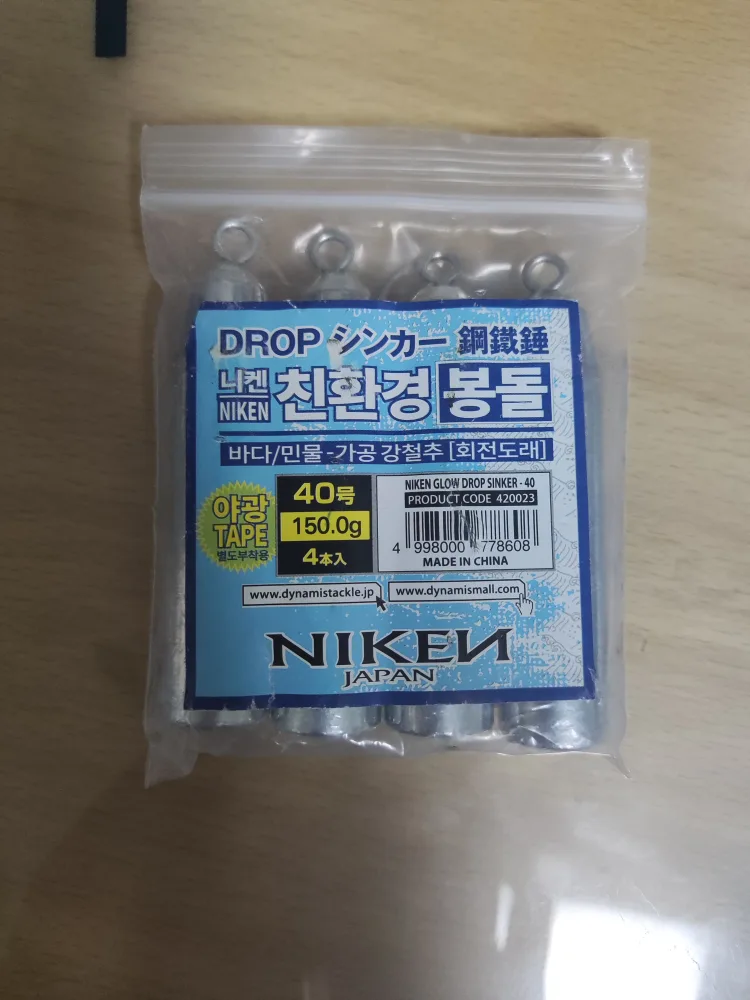 DROP シンカー 鋼鐵錘
니켄 NIKEN 친환경 봉돌
바다/민물-가공 강철추 [회전도래]
야광
TAPE
별도부착용
40号
150.0g
4本入
NIKEN GLOW DROP SINKER - 40
PRODUCT CODE 420023
4 998000 778608
MADE IN CHINA
www.dynamistackle.jp
www.dynamismall.com
NIKEN
JAPAN